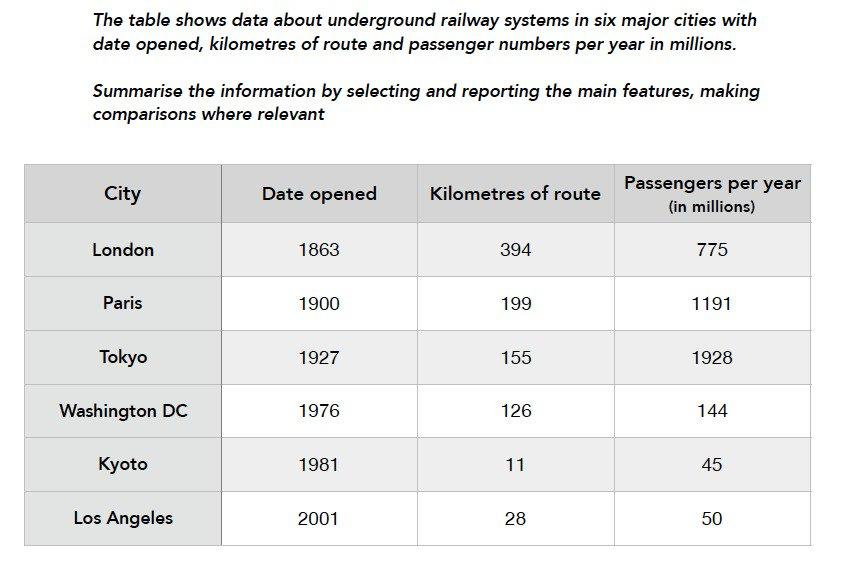 The table shows data about underground railway systems in six major cities with
date opened, kilometres of route and passenger numbers per year in millions.
Summarise the information by selecting and reporting the main features, making
comparisons where relevant
City Date opened Kilometres of route Passengers per year
(in millions)
London 1863 394 775
Paris 1900 199 1191
Tokyo 1927 155 1928
Washington DC 1976 126 144
Kyoto 1981 11 45
Los Angeles 2001 28 50